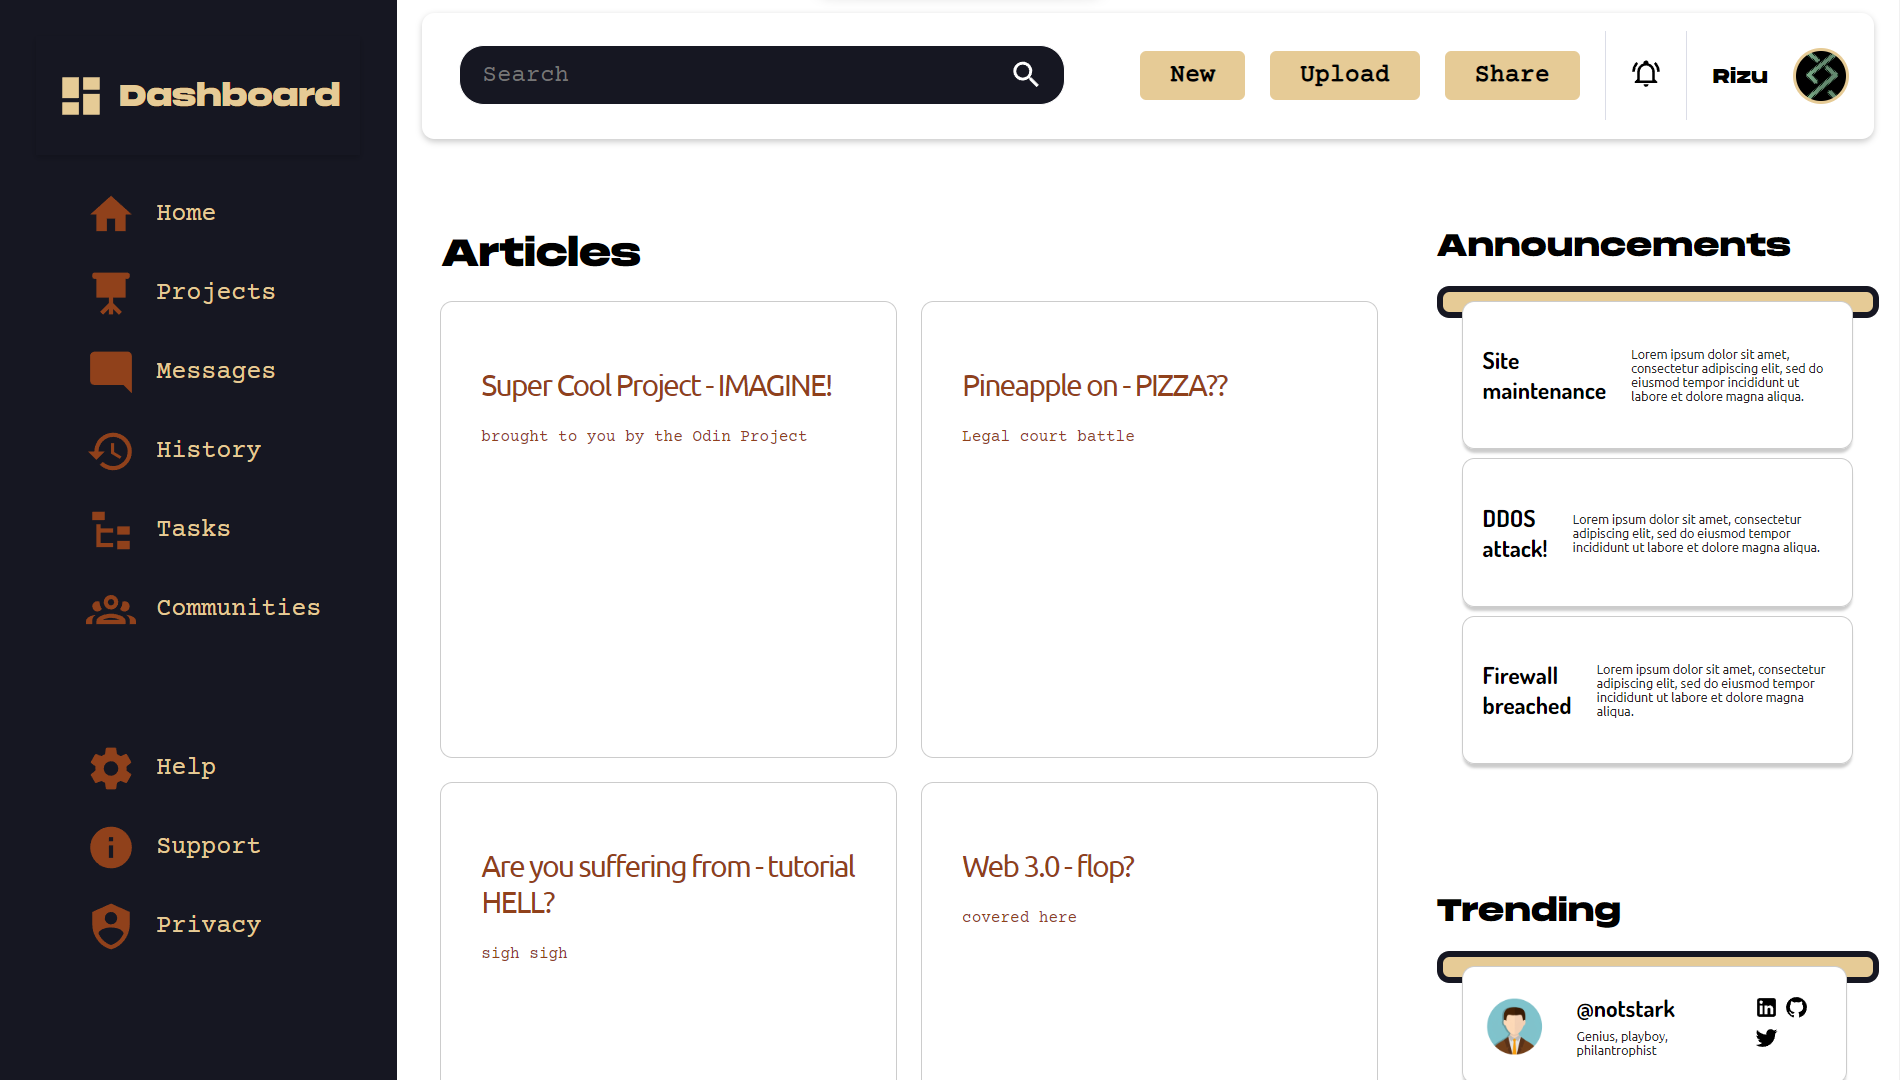 Dashboard
Home
Projects
Messages
History
Tasks
Communities
Help
Support
Privacy
Search
New
Upload
Share
Rizu
Articles
Super Cool Project - IMAGINE!
brought to you by the Odin Project
Pineapple on - PIZZA??
Legal court battle
Are you suffering from - tutorial
HELL?
sigh sigh
Web 3.0 - flop?
covered here
Announcements
Site
maintenance
Lorem ipsum dolor sit amet,
consectetur adipiscing elit, sed do
eiusmod tempor incididunt ut
labore et dolore magna aliqua.
DDOS
attack!
Lorem ipsum dolor sit amet, consectetur
adipiscing elit, sed do eiusmod tempor
incididunt ut labore et dolore magna aliqua.
Firewall
breached
Lorem ipsum dolor sit amet, consectetur
adipiscing elit, sed do eiusmod tempor
incididunt ut labore et dolore magna
aliqua.
Trending
@notstark
Genius, playboy,
philantrophist